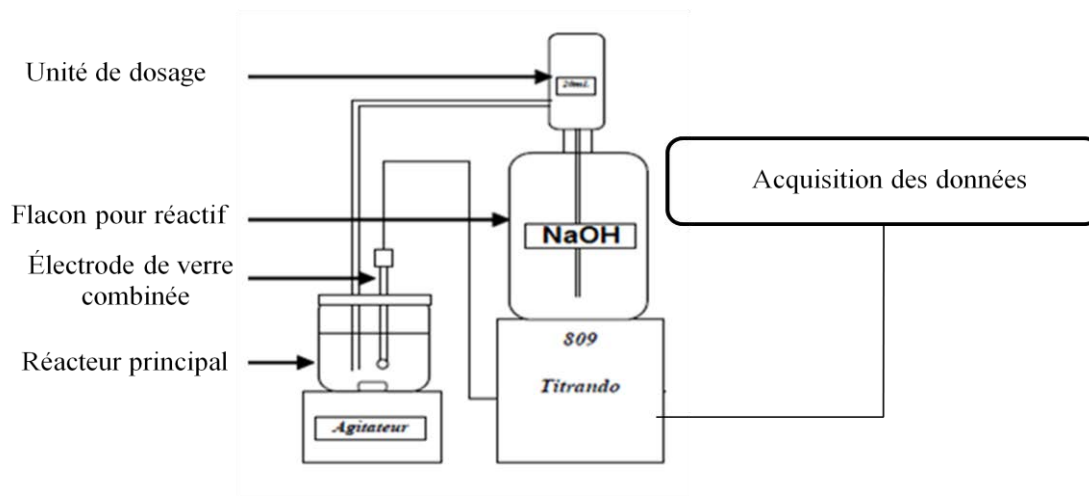 Unité de dosage
20mL
Acquisition des données
Flacon pour réactif
NaOH
Électrode de verre
combinée
Réacteur principal
809
Titrando
Agitateur